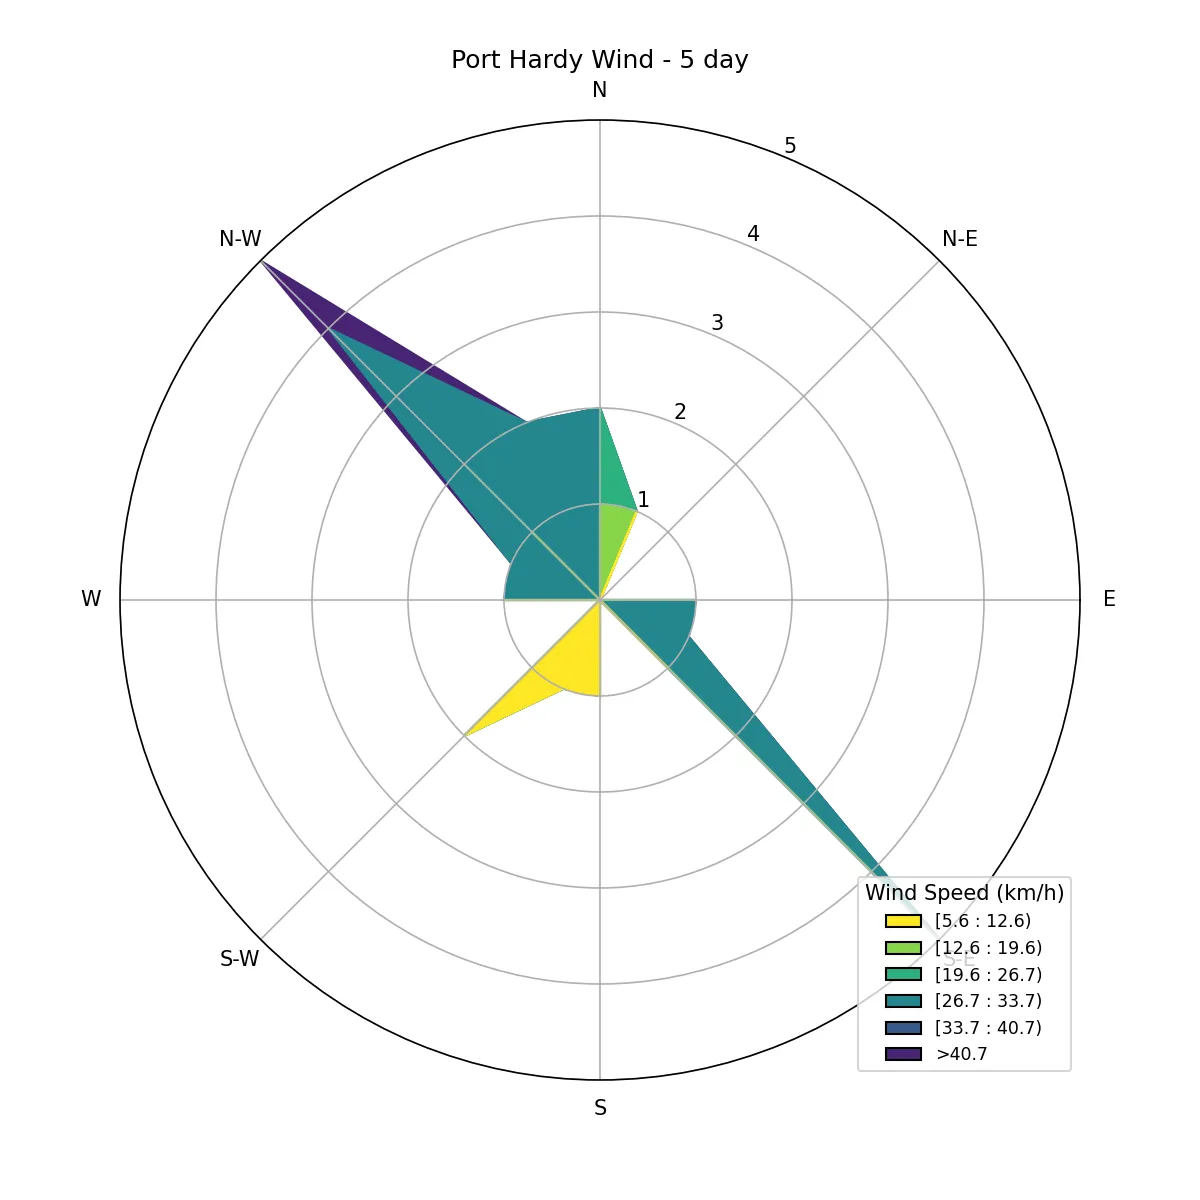 Port Hardy Wind - 5 day
N
5
N-W
N-E
4
3
2
1
W
E
Wind Speed (km/h)
[5.6 : 12.6)
[12.6 : 19.6)
S-E
[19.6 : 26.7)
[26.7 : 33.7)
[33.7 : 40.7)
>40.7
S-W
S